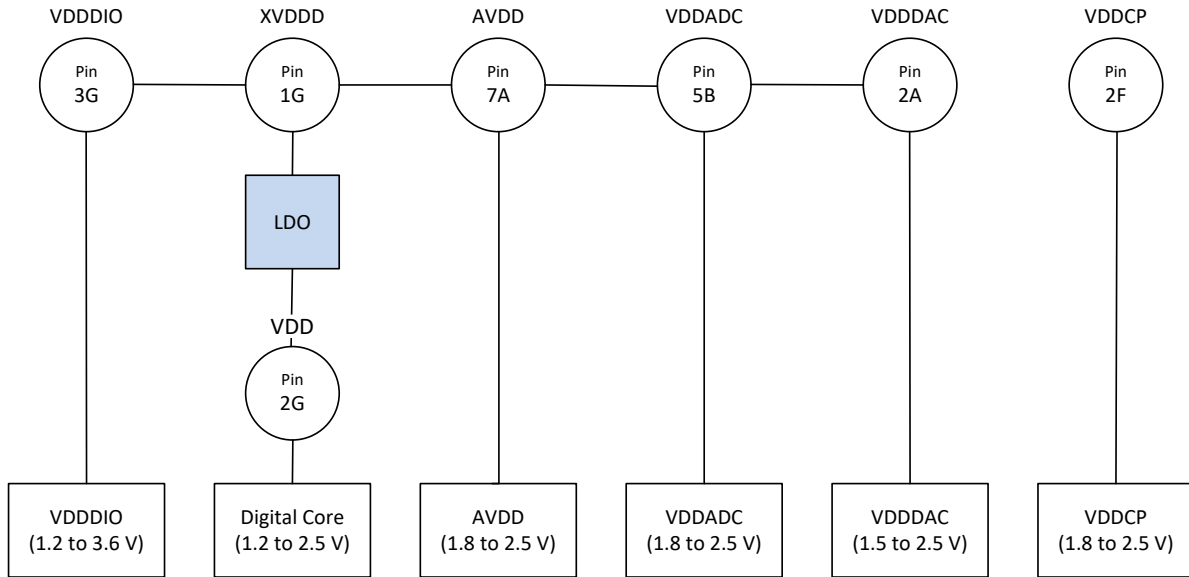 VDDDIO
XVDDD
AVDD
VDDADC
VDDDAC
VDDCP
Pin
3G
Pin
1G
Pin
7A
Pin
5B
Pin
2A
Pin
2F
LDO
VDD
Pin
2G
VDDDIO
(1.2 to 3.6 V)
Digital Core
(1.2 to 2.5 V)
AVDD
(1.8 to 2.5 V)
VDDADC
(1.8 to 2.5 V)
VDDDAC
(1.5 to 2.5 V)
VDDCP
(1.8 to 2.5 V)